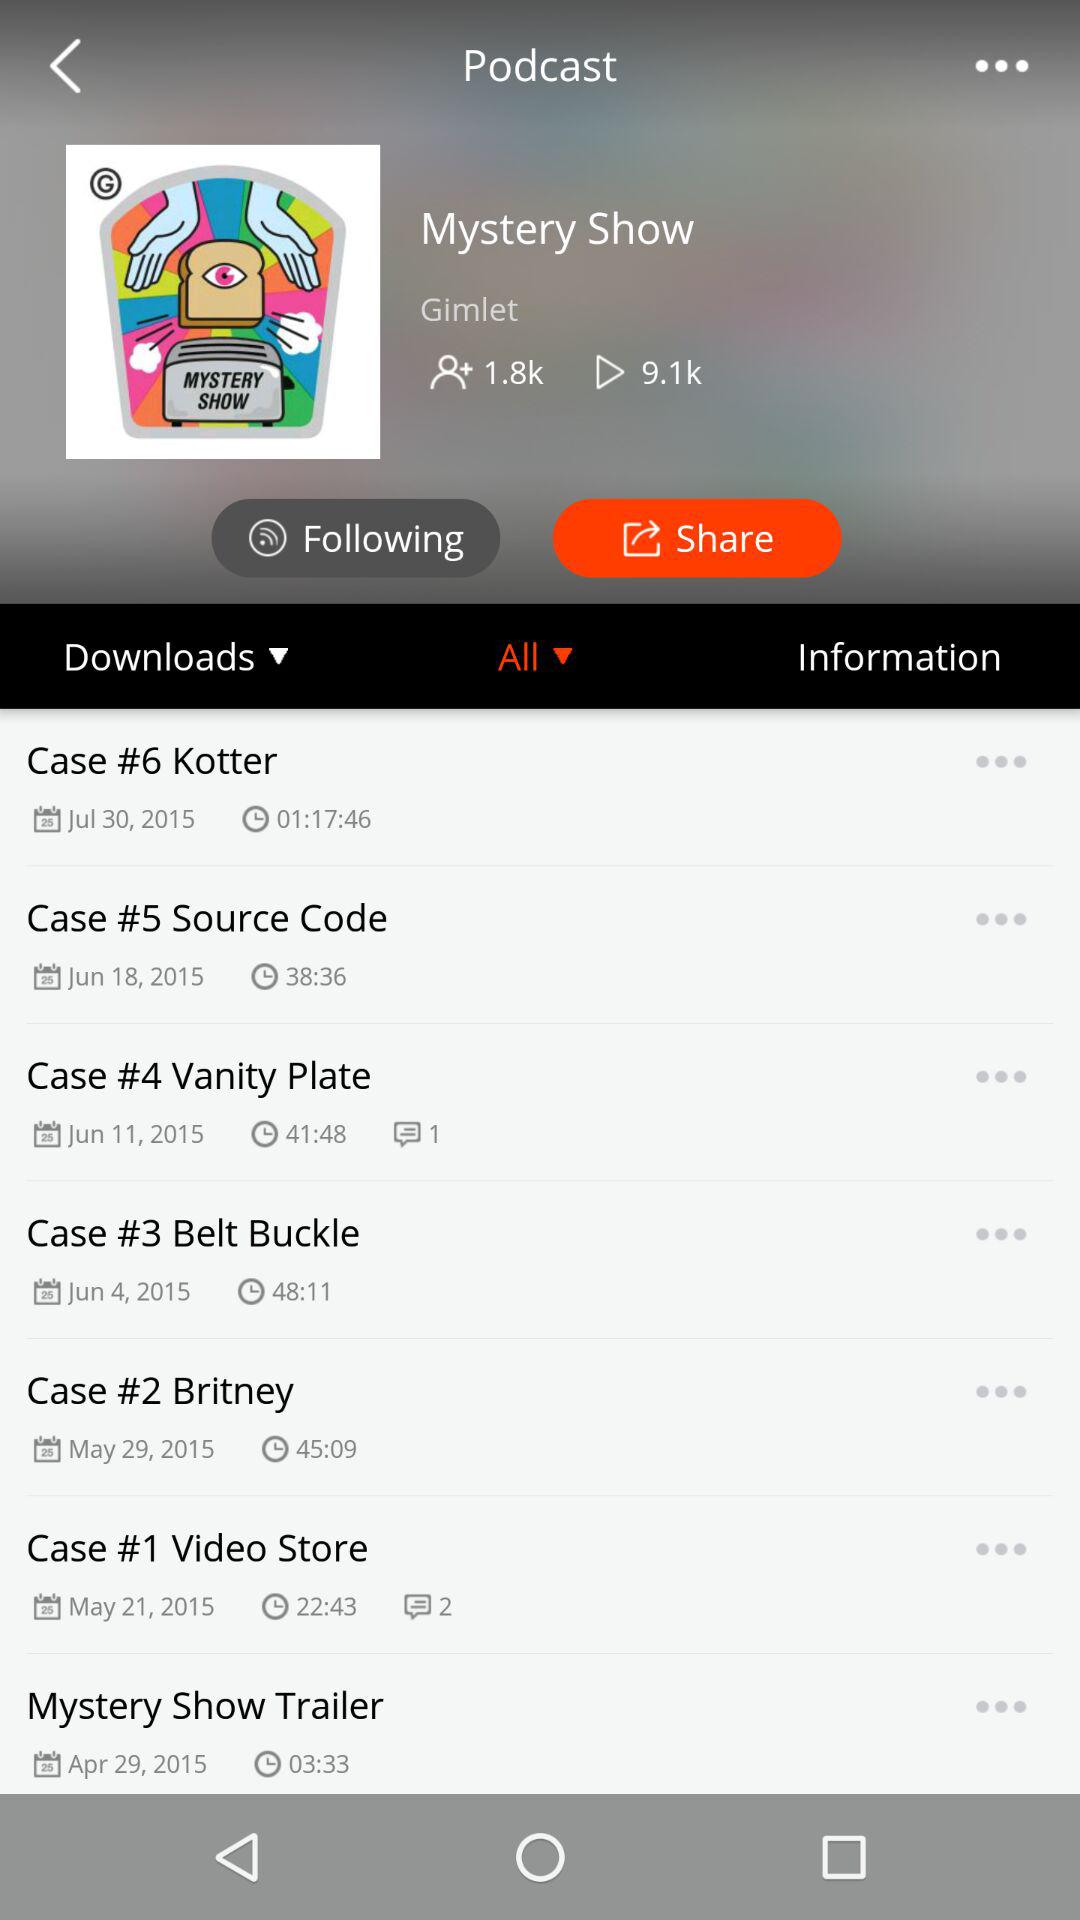 Podcast
G
MYSTERY
SHOW
Mystery Show
Gimlet
1.8k 9.1k
Following Share
Downloads ▼ All ▼ Information
Case #6 Kotter
25 Jul 30, 2015 01:17:46
Case #5 Source Code
25 Jun 18, 2015 38:36
Case #4 Vanity Plate
25 Jun 11, 2015 41:48 1
Case #3 Belt Buckle
25 Jun 4, 2015 48:11
Case #2 Britney
25 May 29, 2015 45:09
Case #1 Video Store
25 May 21, 2015 22:43 2
Mystery Show Trailer
25 Apr 29, 2015 03:33